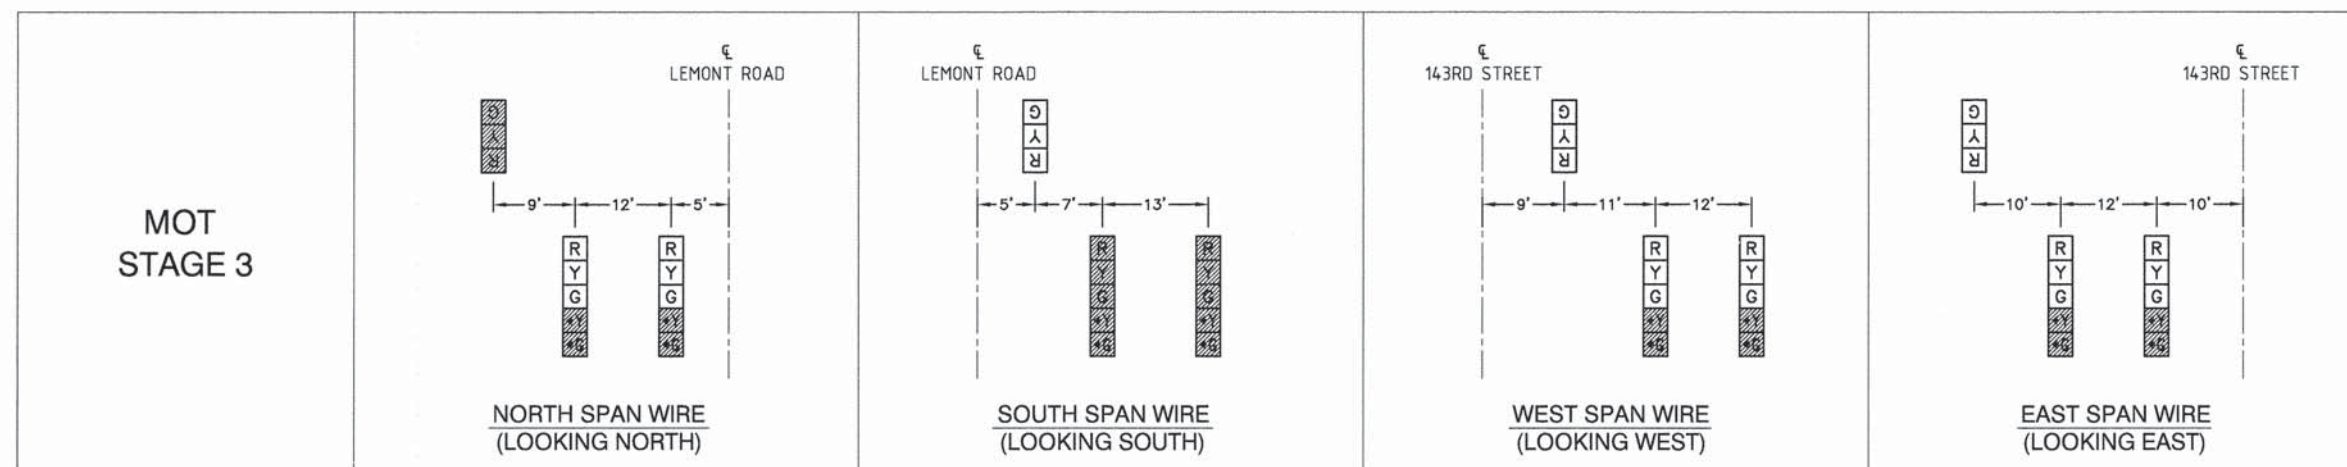 MOT
STAGE 3
℄
LEMONT ROAD
G
Y
R
9' 12' 5'
R R
Y Y
G G
←Y ←Y
←G ←G
NORTH SPAN WIRE
(LOOKING NORTH)
℄
LEMONT ROAD
G
Y
R
5' 7' 13'
R R
Y Y
G G
←Y ←Y
←G ←G
SOUTH SPAN WIRE
(LOOKING SOUTH)
℄
143RD STREET
G
Y
R
9' 11' 12'
R R
Y Y
G G
←Y ←Y
←G ←G
WEST SPAN WIRE
(LOOKING WEST)
℄
143RD STREET
G
Y
R
10' 12' 10'
R R
Y Y
G G
←Y ←Y
←G ←G
EAST SPAN WIRE
(LOOKING EAST)